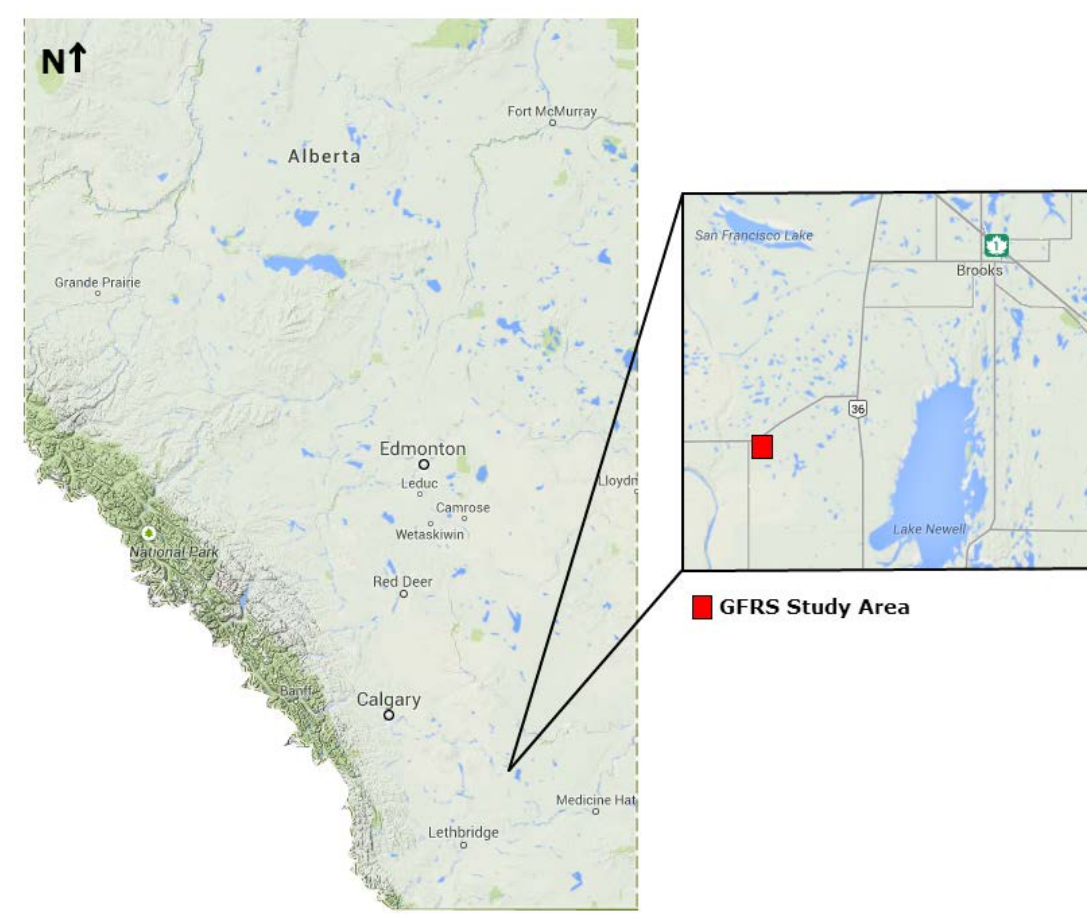 N↑
Fort McMurray
Alberta
San Francisco Lake
1
Brooks
Grande Prairie
36
Edmonton
Leduc
Lloydn
Camrose
Wetaskiwin
Lake Newell
National Park
Red Deer
GFRS Study Area
Banff
Calgary
Medicine Hat
Lethbridge